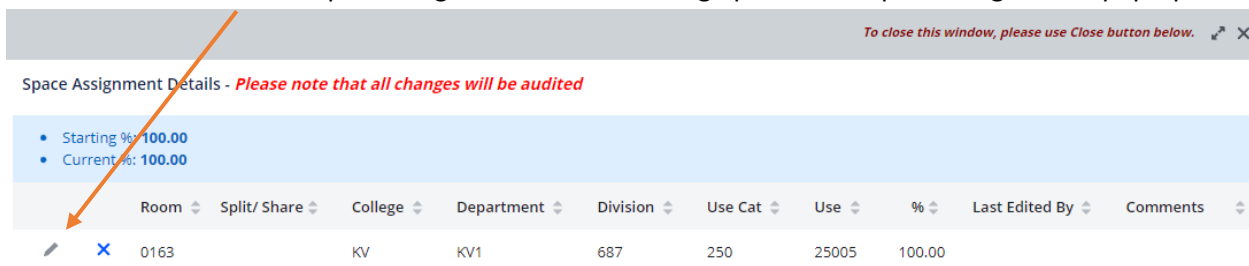 To close this window, please use Close button below.
Space Assignment Details - Please note that all changes will be audited
• Starting %: 100.00
• Current %: 100.00
Room Split/ Share College Department Division Use Cat Use % Last Edited By Comments
0163 KV KV1 687 250 25005 100.00